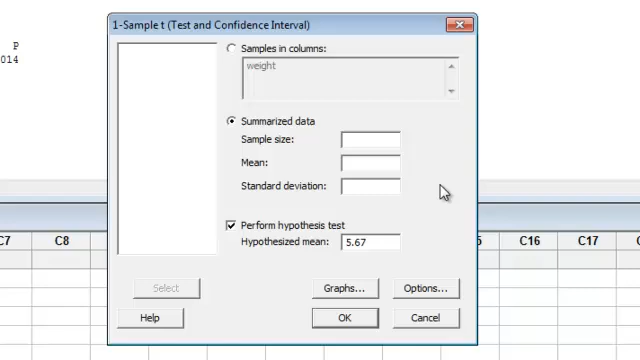 1-Sample t (Test and Confidence Interval)
P
014
Samples in columns:
weight
Summarized data
Sample size:
Mean:
Standard deviation:
Perform hypothesis test
Hypothesized mean: 5.67
C7 C8 C16 C17
Select Graphs... Options...
Help OK Cancel